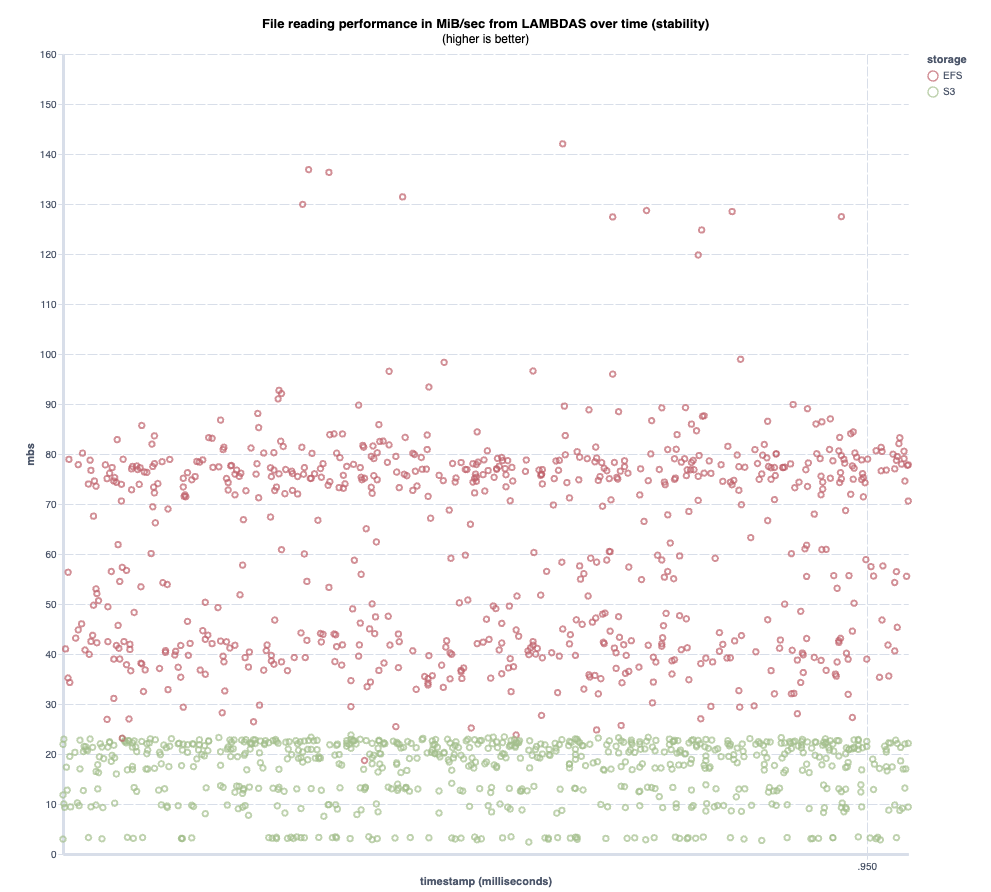 File reading performance in MiB/sec from LAMBDAS over time (stability)
(higher is better)
storage
EFS
S3
mbs
160
150
140
130
120
110
100
90
80
70
60
50
40
30
20
10
0
.950
timestamp (milliseconds)